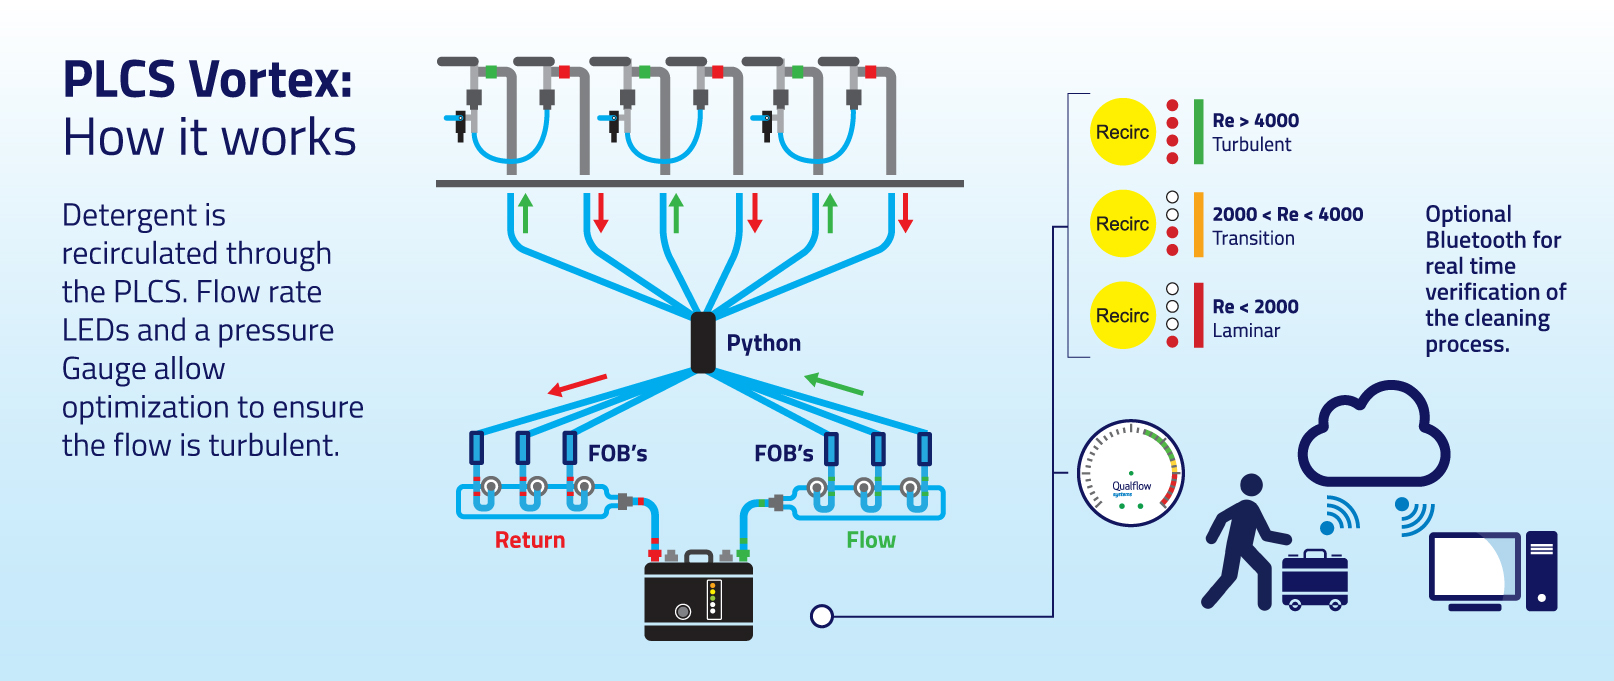 PLCS Vortex:
How it works
Detergent is
recirculated through
the PLCS. Flow rate
LEDs and a pressure
Gauge allow
optimization to ensure
the flow is turbulent.
Python
FOB's
FOB's
Return
Flow
Recirc
Re > 4000
Turbulent
Recirc
2000 < Re < 4000
Transition
Recirc
Re < 2000
Laminar
Qualflow
systems
Optional
Bluetooth for
real time
verification of
the cleaning
process.